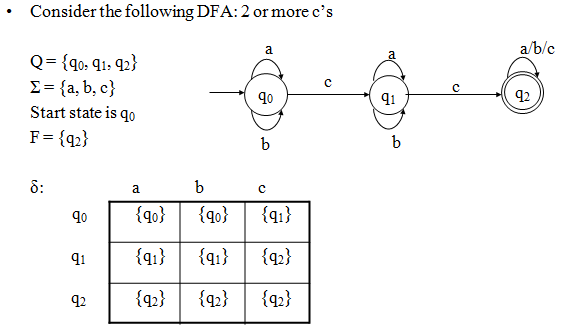 • Consider the following DFA: 2 or more c's
Q = {q₀, q₁, q₂}
Σ = {a, b, c}
Start state is q₀
F = {q₂}
a
a
a/b/c
q₀
c
q₁
c
q₂
b
b
δ: a b c
q₀ {q₀} {q₀} {q₁}
q₁ {q₁} {q₁} {q₂}
q₂ {q₂} {q₂} {q₂}